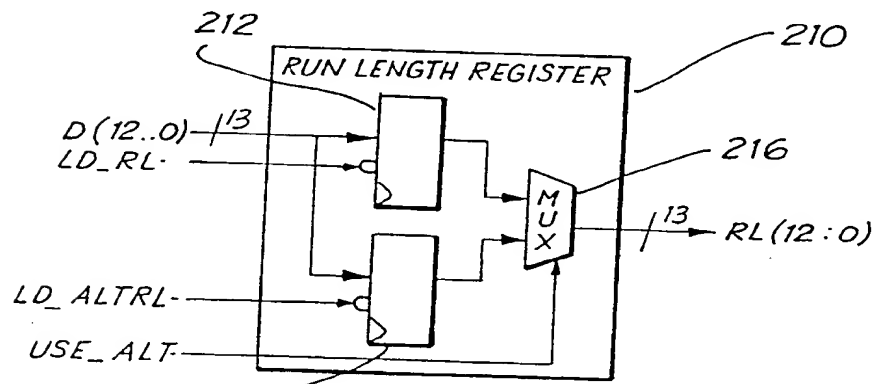 212
210
RUN LENGTH REGISTER
D(12..0)
13
LD_RL-
216
MUX
13
RL(12:0)
LD_ALTRL-
USE_ALT-